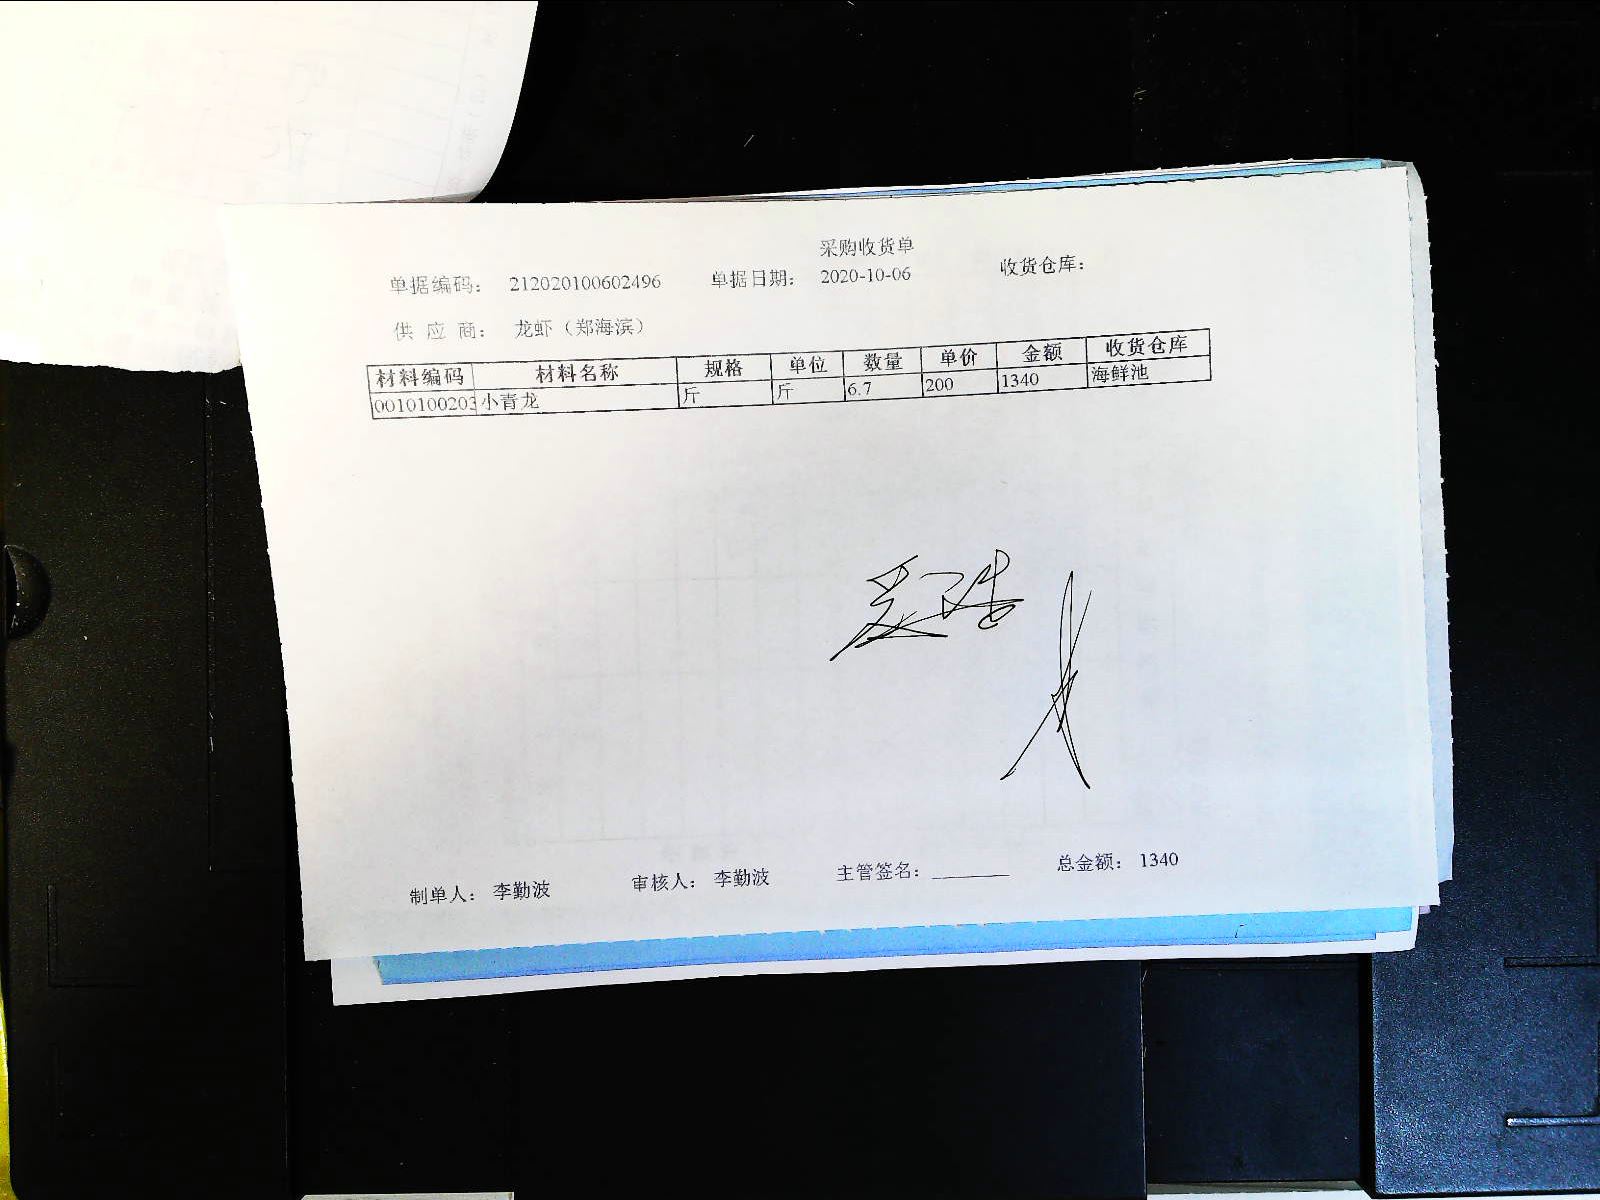 采购收货单
单据编码： 212020100602496 单据日期： 2020-10-06 收货仓库：
供 应 商： 龙虾（郑海滨）
材料编码 材料名称 规格 单位 数量 单价 金额 收货仓库
0010100203 小青龙 斤 斤 6.7 200 1340 海鲜池
制单人： 李勤波 审核人： 李勤波 主管签名：________ 总金额： 1340